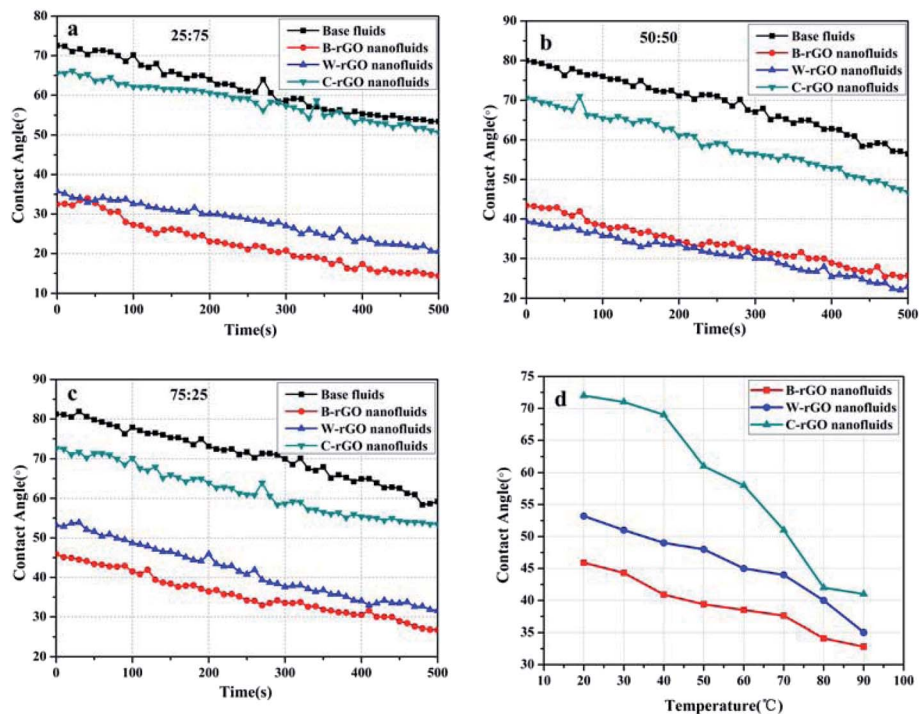 a
25:75
Base fluids
B-rGO nanofluids
W-rGO nanofluids
C-rGO nanofluids
Contact Angle(○)
80
70
60
50
40
30
20
10
0
100
200
300
400
500
Time(s)
b
50:50
Base fluids
B-rGO nanofluids
W-rGO nanofluids
C-rGO nanofluids
Contact Angle(○)
90
80
70
60
50
40
30
20
0
100
200
300
400
500
Time(s)
c
75:25
Base fluids
B-rGO nanofluids
W-rGO nanofluids
C-rGO nanofluids
Contact Angle(○)
90
80
70
60
50
40
30
20
0
100
200
300
400
500
Time(s)
d
B-rGO nanofluids
W-rGO nanofluids
C-rGO nanofluids
Contact Angle(○)
75
70
65
60
55
50
45
40
35
30
10
20
30
40
50
60
70
80
90
100
Temperature(℃)